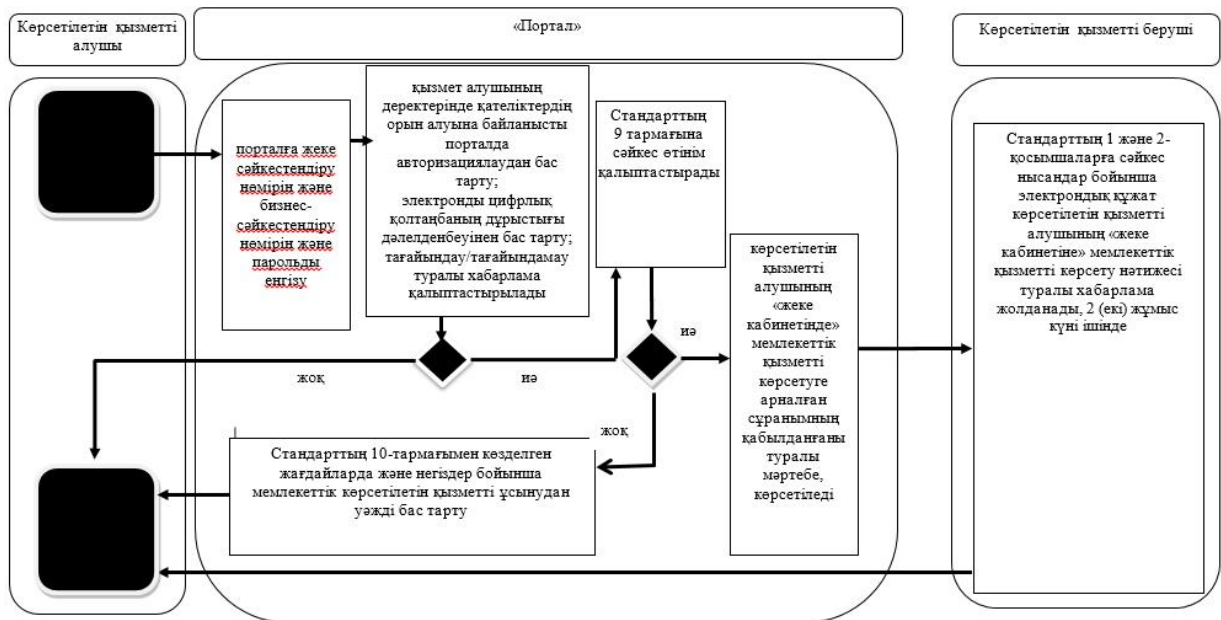 Көрсетілетін қызметті
алушы
«Портал»
Көрсетілетін қызметті беруші
порталға жеке
сәйкестендіру
нөмірін және
бизнес-
сәйкестендіру
нөмірін және
парольды
енгізу
қызмет алушының
деректерінде қателіктердің
орын алуына байланысты
порталда
авторизациялаудан бас
тарту;
электронды цифрлық
қолтаңбаның дұрыстығы
дәлелденбеуінен бас тарту;
тағайындау/тағайындамау
туралы хабарлама
қалыптастырылады
Стандарттың
9 тармағына
сәйкес өтінім
қалыптастырады
көрсетілетін
қызметті
алушының
«жеке
кабинетінде»
мемлекеттік
қызметті
көрсетуге
арналған
сұранымның
қабылданғаны
туралы
мәртебе,
көрсетіледі
Стандарттың 1 және 2-
қосымшаларға сәйкес
нысандар бойынша
электрондық құжат
көрсетілетін қызметті
алушының «жеке
кабинетіне» мемлекеттік
қызметті көрсету нәтижесі
туралы хабарлама
жолданады, 2 (екі) жұмыс
күні ішінде
иә
жоқ
иә
жоқ
Стандарттың 10-тармағымен көзделген
жағдайларда және негіздер бойынша
мемлекеттік көрсетілетін қызметті ұсынудан
уәжді бас тарту